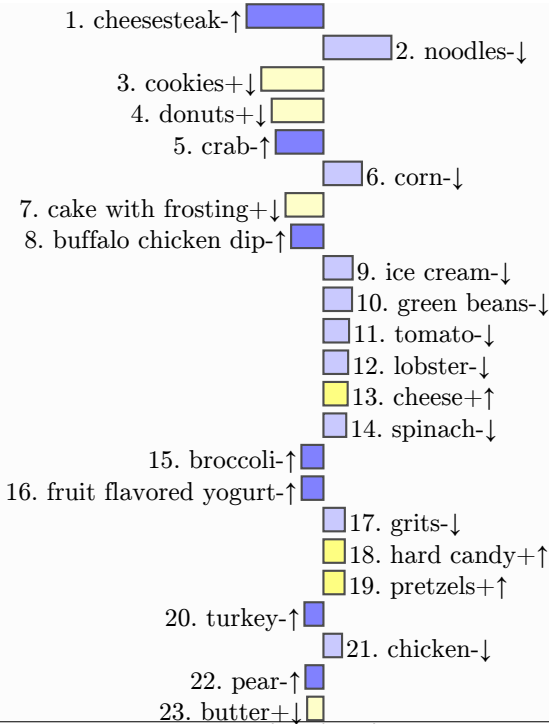 1. cheesesteak-↑
2. noodles-↓
3. cookies+↓
4. donuts+↓
5. crab-↑
6. corn-↓
7. cake with frosting+↓
8. buffalo chicken dip-↑
9. ice cream-↓
10. green beans-↓
11. tomato-↓
12. lobster-↓
13. cheese+↑
14. spinach-↓
15. broccoli-↑
16. fruit flavored yogurt-↑
17. grits-↓
18. hard candy+↑
19. pretzels+↑
20. turkey-↑
21. chicken-↓
22. pear-↑
23. butter+↓